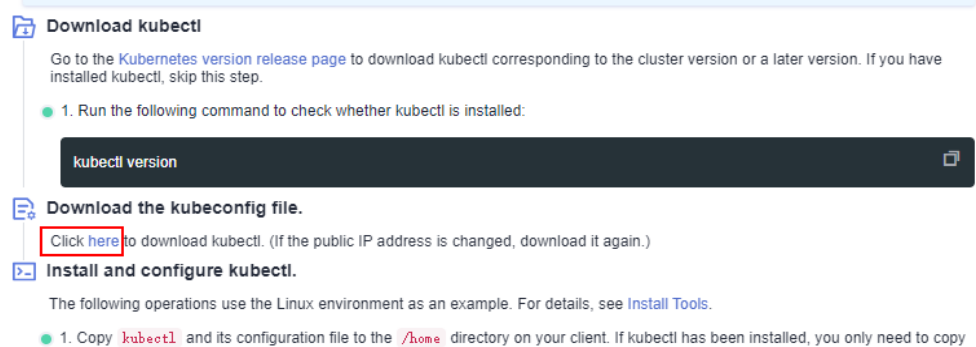 Download kubectl
Go to the Kubernetes version release page to download kubectl corresponding to the cluster version or a later version. If you have
installed kubectl, skip this step.
1. Run the following command to check whether kubectl is installed:
kubectl version
Download the kubeconfig file.
Click here to download kubectl. (If the public IP address is changed, download it again.)
Install and configure kubectl.
The following operations use the Linux environment as an example. For details, see Install Tools.
1. Copy kubectl and its configuration file to the /home directory on your client. If kubectl has been installed, you only need to copy